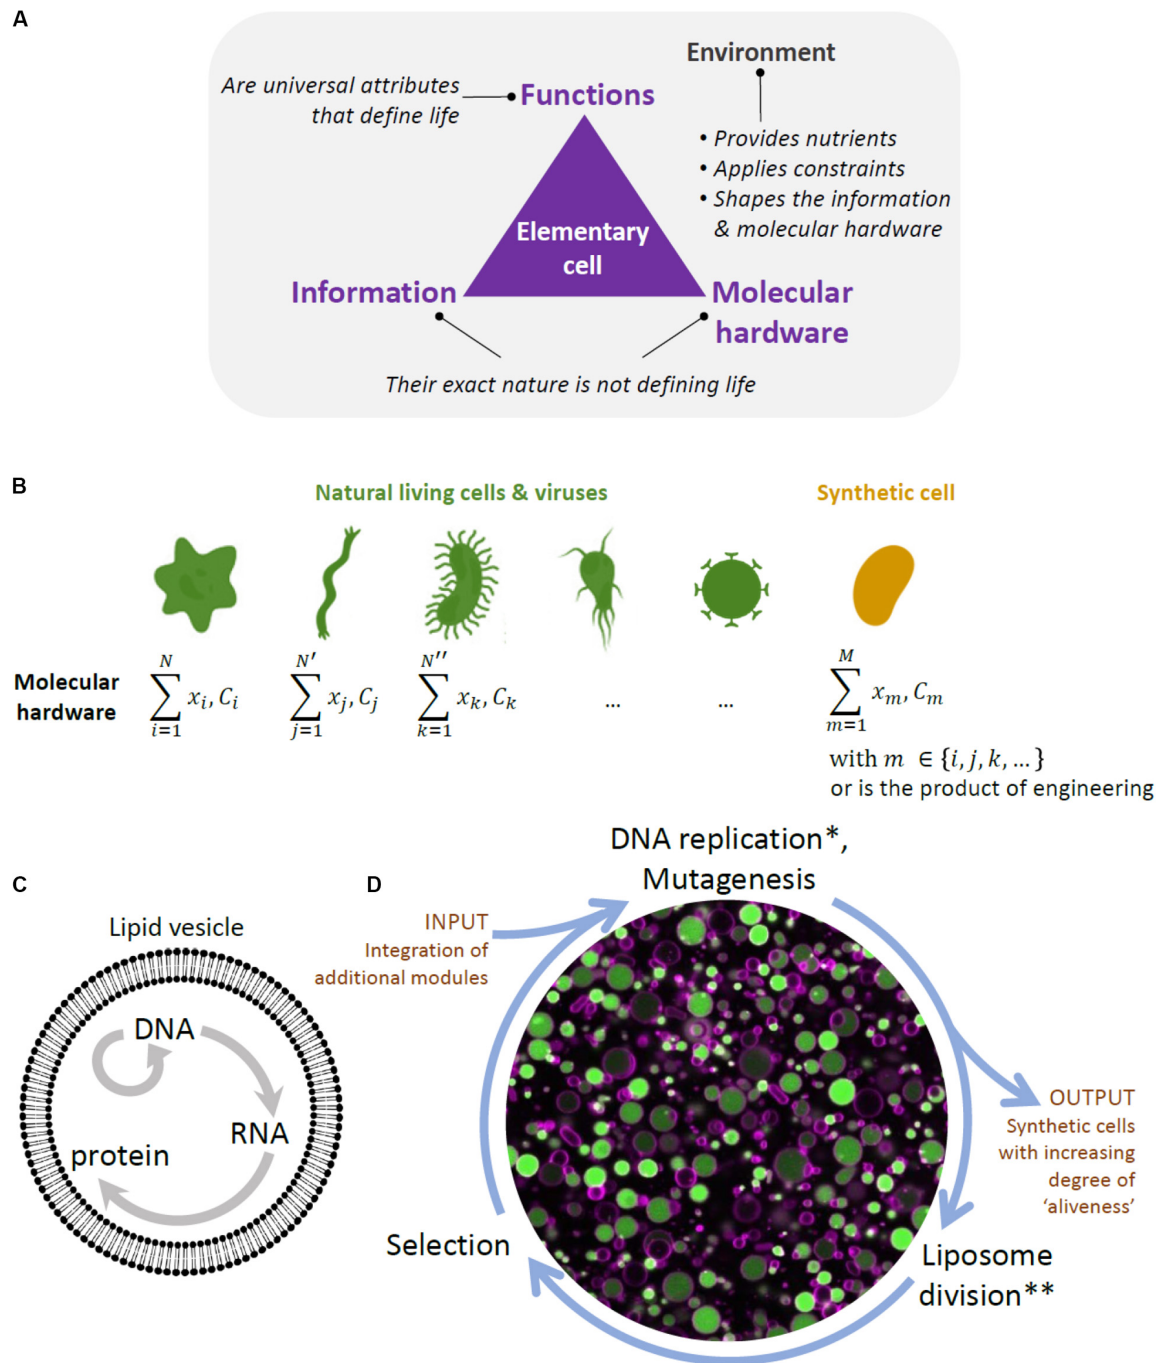 A
Environment
Are universal attributes
that define life
Functions
• Provides nutrients
• Applies constraints
• Shapes the information
& molecular hardware
Elementary
cell
Information
Molecular
hardware
Their exact nature is not defining life
B
Natural living cells & viruses
Synthetic cell
Molecular
hardware
N
∑ xᵢ, Cᵢ
i=1
N′
∑ xⱼ, Cⱼ
j=1
N′′
∑ xₖ, Cₖ
k=1
...
...
M
∑ xₘ, Cₘ
m=1
with m ∈ {i, j, k, ... }
or is the product of engineering
C
Lipid vesicle
DNA
RNA
protein
D
DNA replication*,
Mutagenesis
INPUT
Integration of
additional modules
OUTPUT
Synthetic cells
with increasing
degree of
‘aliveness’
Selection
Liposome
division**